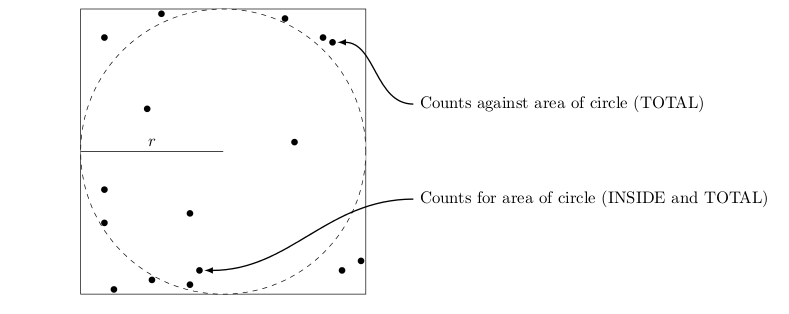 Counts against area of circle (TOTAL)
r
Counts for area of circle (INSIDE and TOTAL)